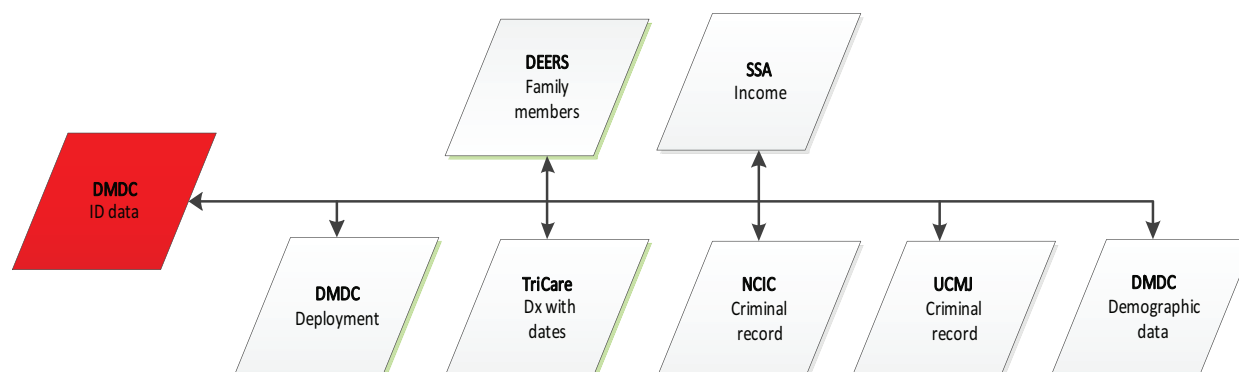 DEERS
Family
members
SSA
Income
DMDC
ID data
DMDC
Deployment
TriCare
Dx with
dates
NCIC
Criminal
record
UCMJ
Criminal
record
DMDC
Demographic
data